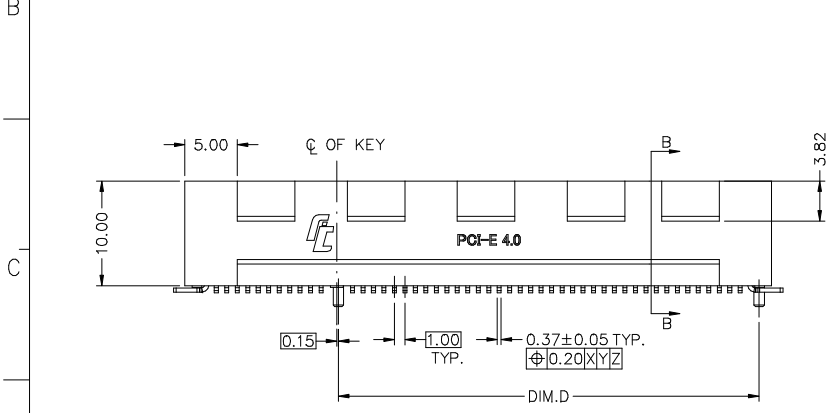 B
5.00
℄ OF KEY
B
3.82
10.00
PCI-E 4.0
C
B
0.15
1.00
TYP.
0.37±0.05 TYP.
⌖ 0.20 X Y Z
DIM.D